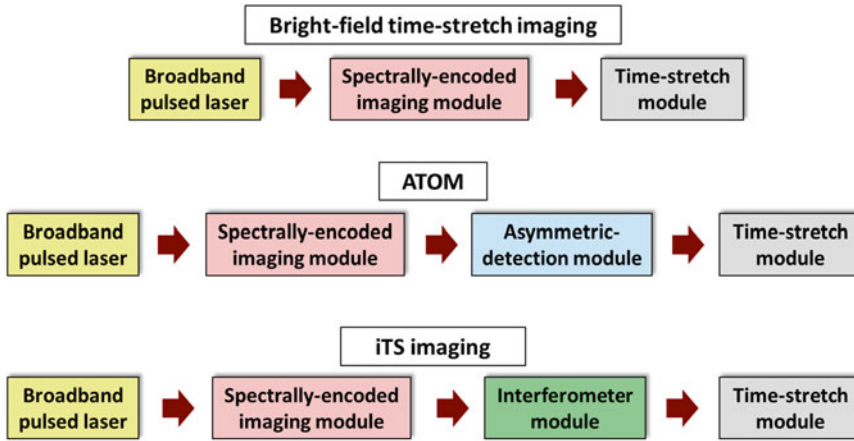 Bright-field time-stretch imaging
Broadband
pulsed laser
Spectrally-encoded
imaging module
Time-stretch
module
ATOM
Broadband
pulsed laser
Spectrally-encoded
imaging module
Asymmetric-
detection module
Time-stretch
module
iTS imaging
Broadband
pulsed laser
Spectrally-encoded
imaging module
Interferometer
module
Time-stretch
module